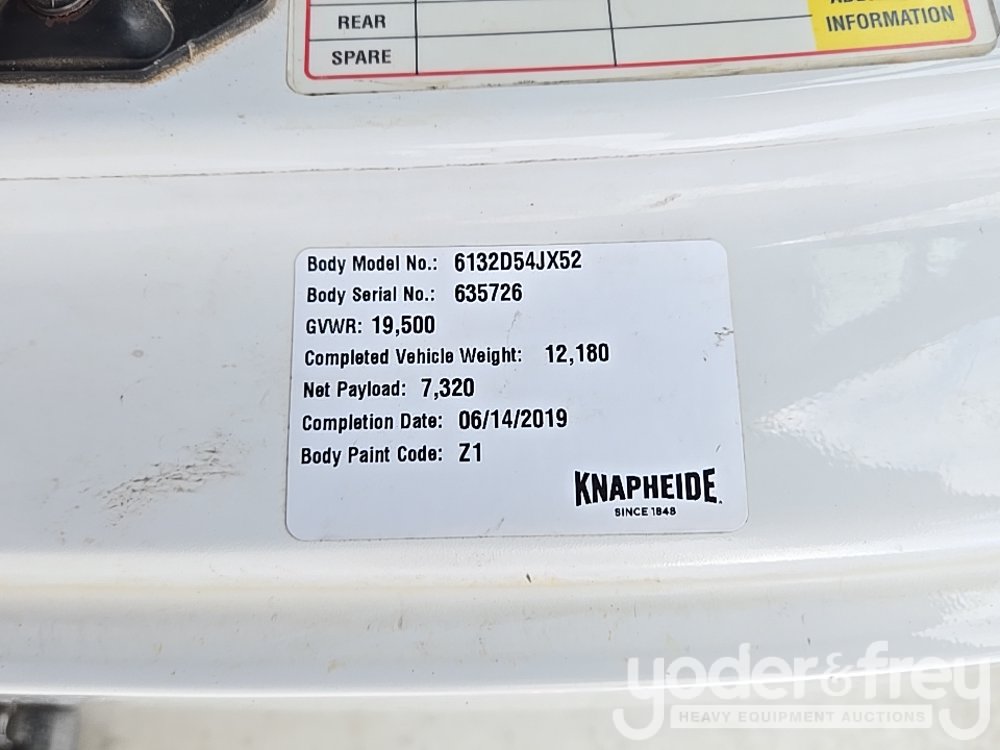 REAR
INFORMATION
SPARE
Body Model No.: 6132D54JX52
Body Serial No.: 635726
GVWR: 19,500
Completed Vehicle Weight: 12,180
Net Payload: 7,320
Completion Date: 06/14/2019
Body Paint Code: Z1
KNAPHEIDE
SINCE 1848
yoder&frey
HEAVY EQUIPMENT AUCTIONS